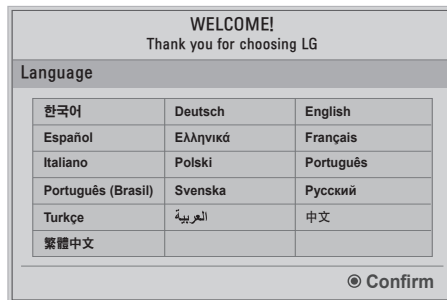 WELCOME!
Thank you for choosing LG
Language
한국어 Deutsch English
Español Ελληνικά Français
Italiano Polski Português
Português (Brasil) Svenska Русский
Turkçe العربية 中文
繁體中文
◉ Confirm